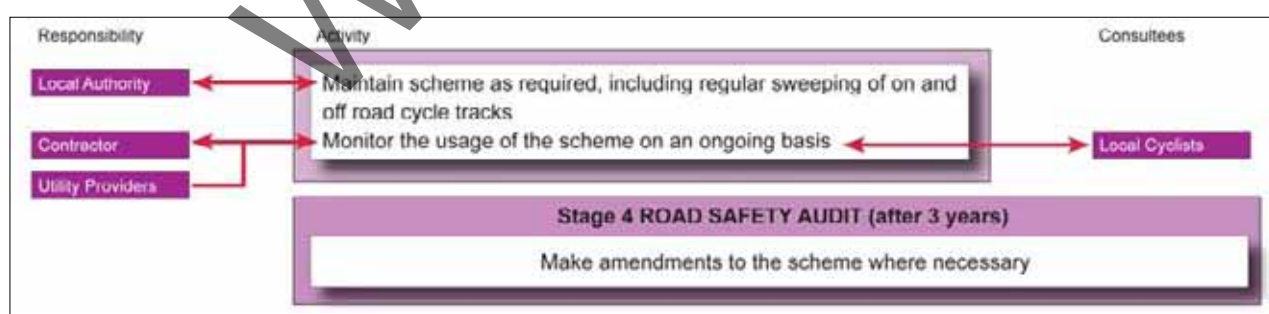 Responsibility Activity Consultees
Local Authority
Maintain scheme as required, including regular sweeping of on and
off road cycle tracks
Contractor
Monitor the usage of the scheme on an ongoing basis
Local Cyclists
Utility Providers
Stage 4 ROAD SAFETY AUDIT (after 3 years)
Make amendments to the scheme where necessary